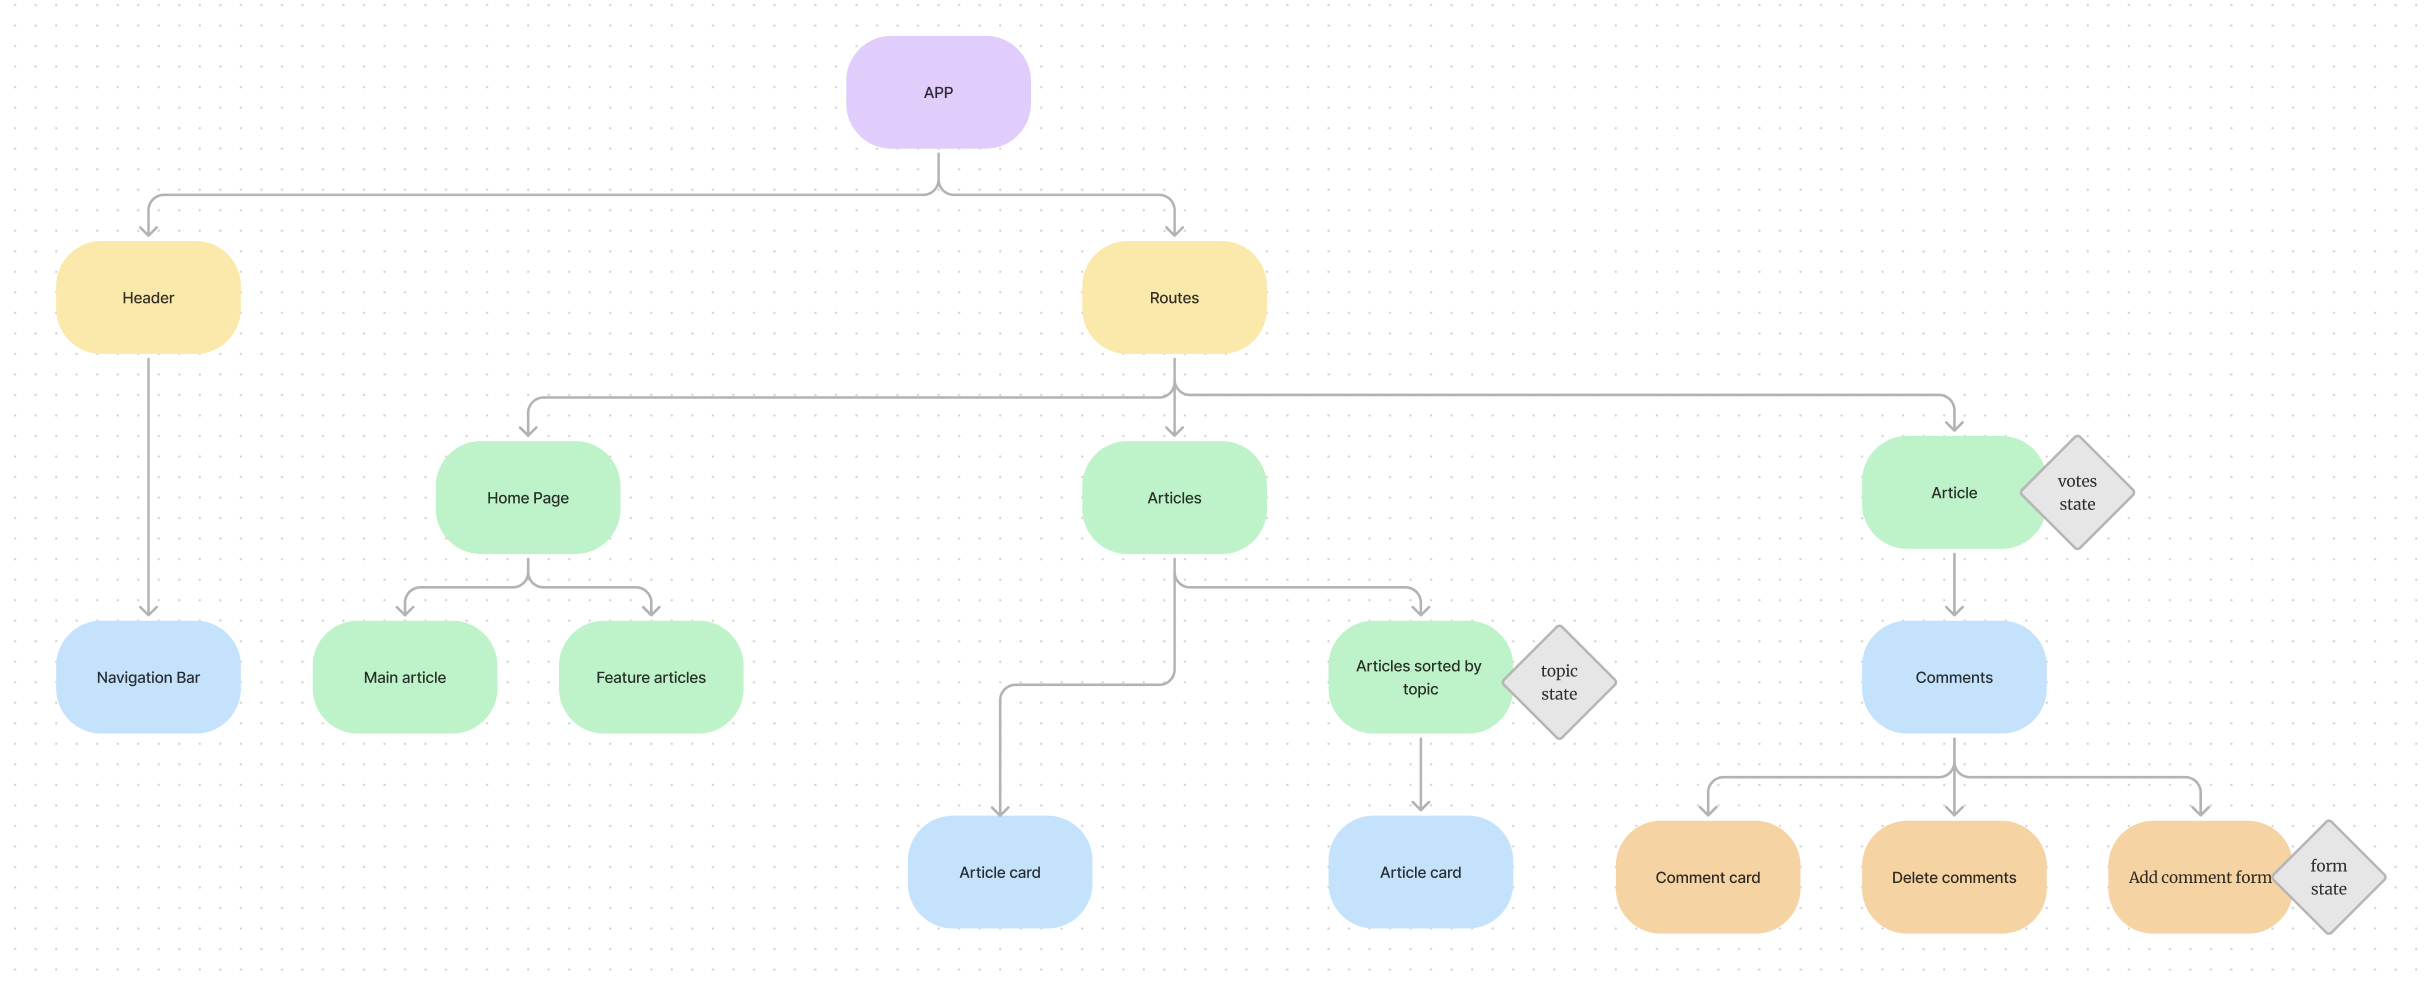 APP
Header
Routes
Home Page
Articles
Article
votes
state
Navigation Bar
Main article
Feature articles
Articles sorted by
topic
topic
state
Comments
Article card
Article card
Comment card
Delete comments
Add comment form
form
state